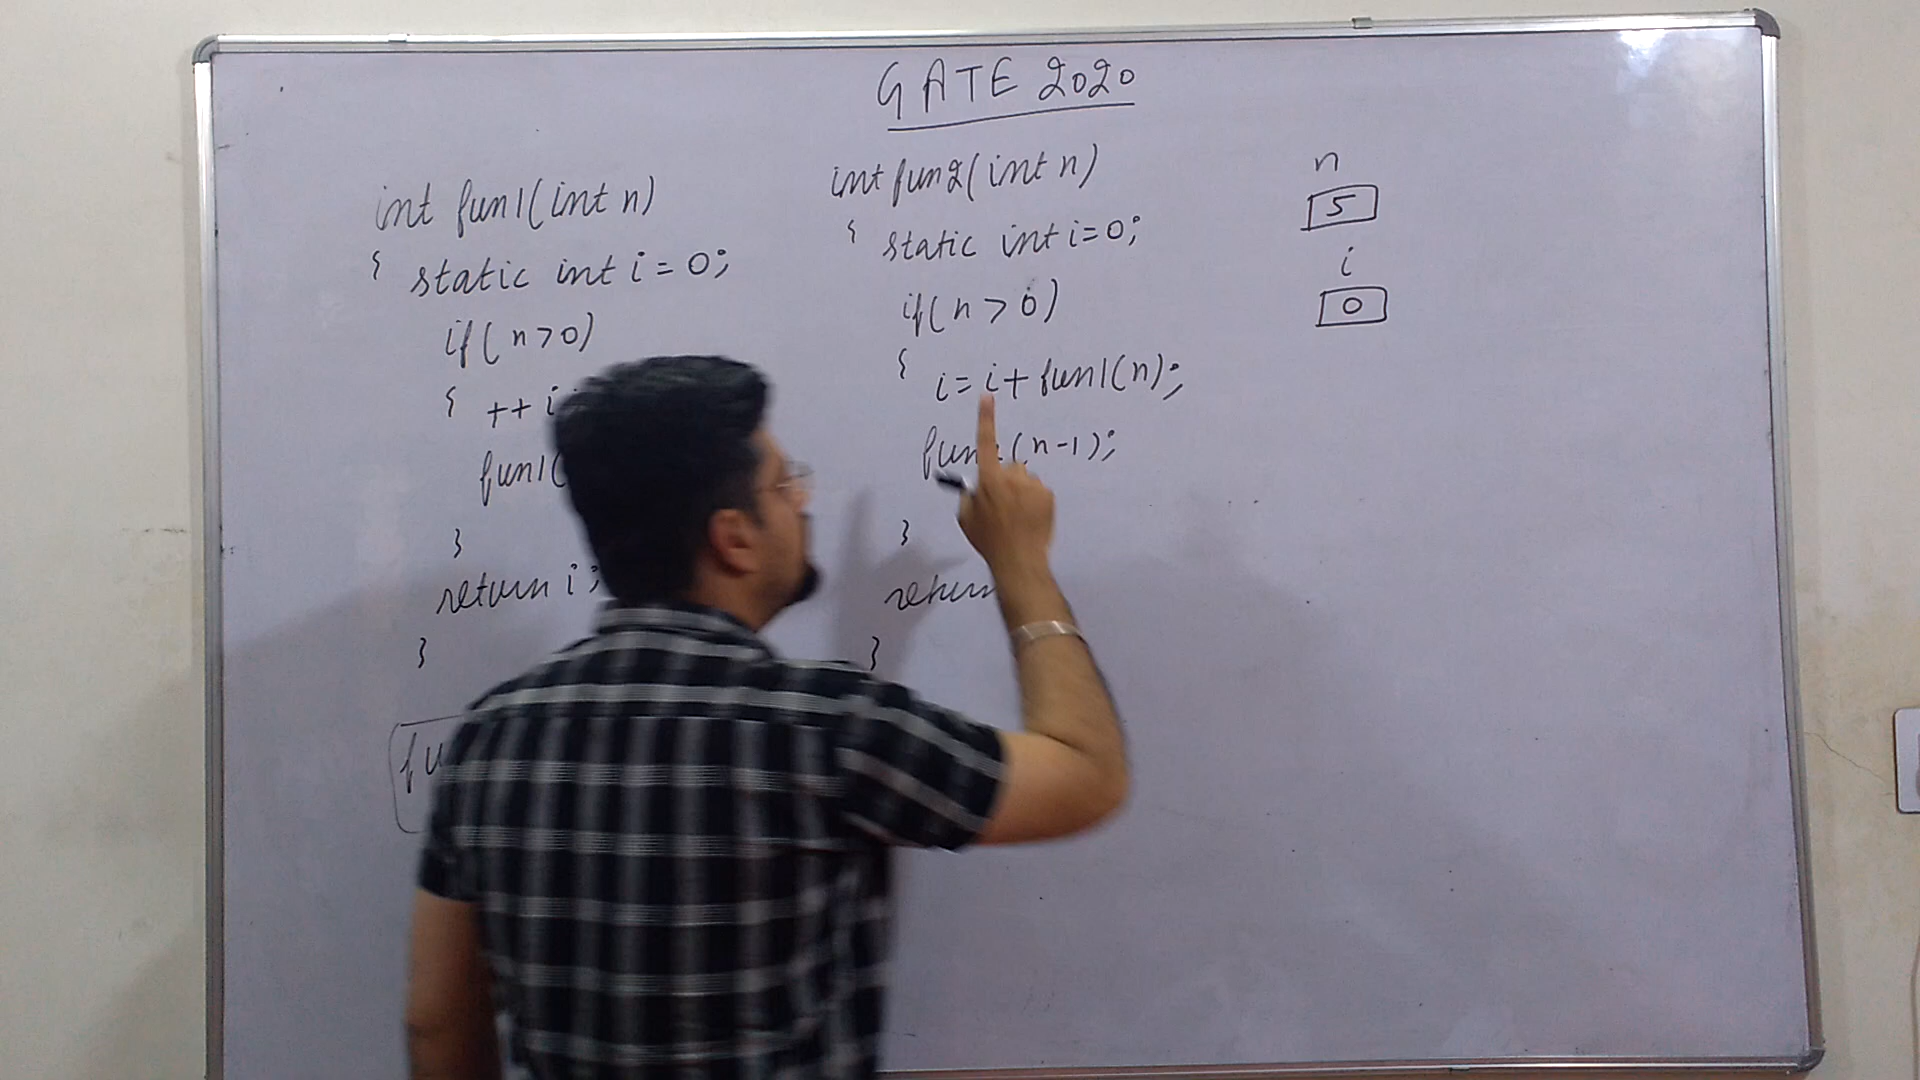 GATE 2020
int fun1(int n)
{ static int i = 0;
if( n>0)
{ ++ i
fun1(
}
return i;
}
int fun2(int n)
{ static int i=0;
if( n > 0)
{ i=i+fun1(n);
(n-1);
}
return
}
n
5
i
0